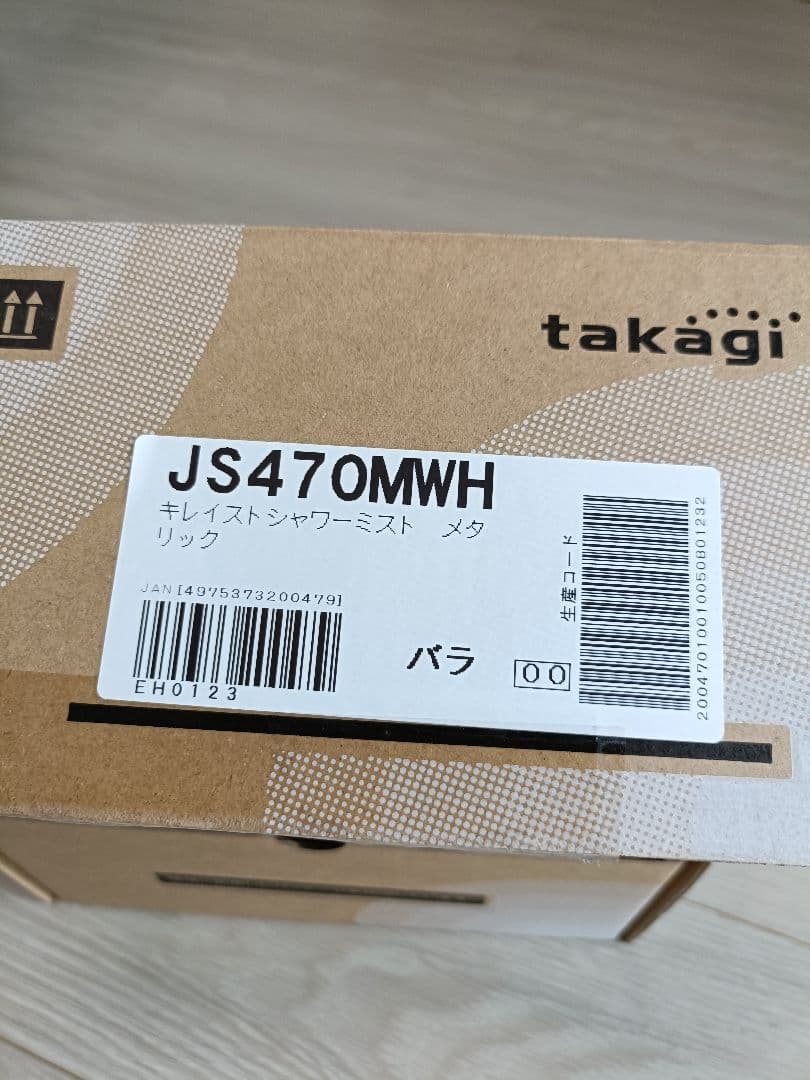 takagi
JS470MWH
キレイストシャワーミスト　メタ
リック
JAN[4975373200479]
EH0123
バラ
00
生産コード
20047010010050801232